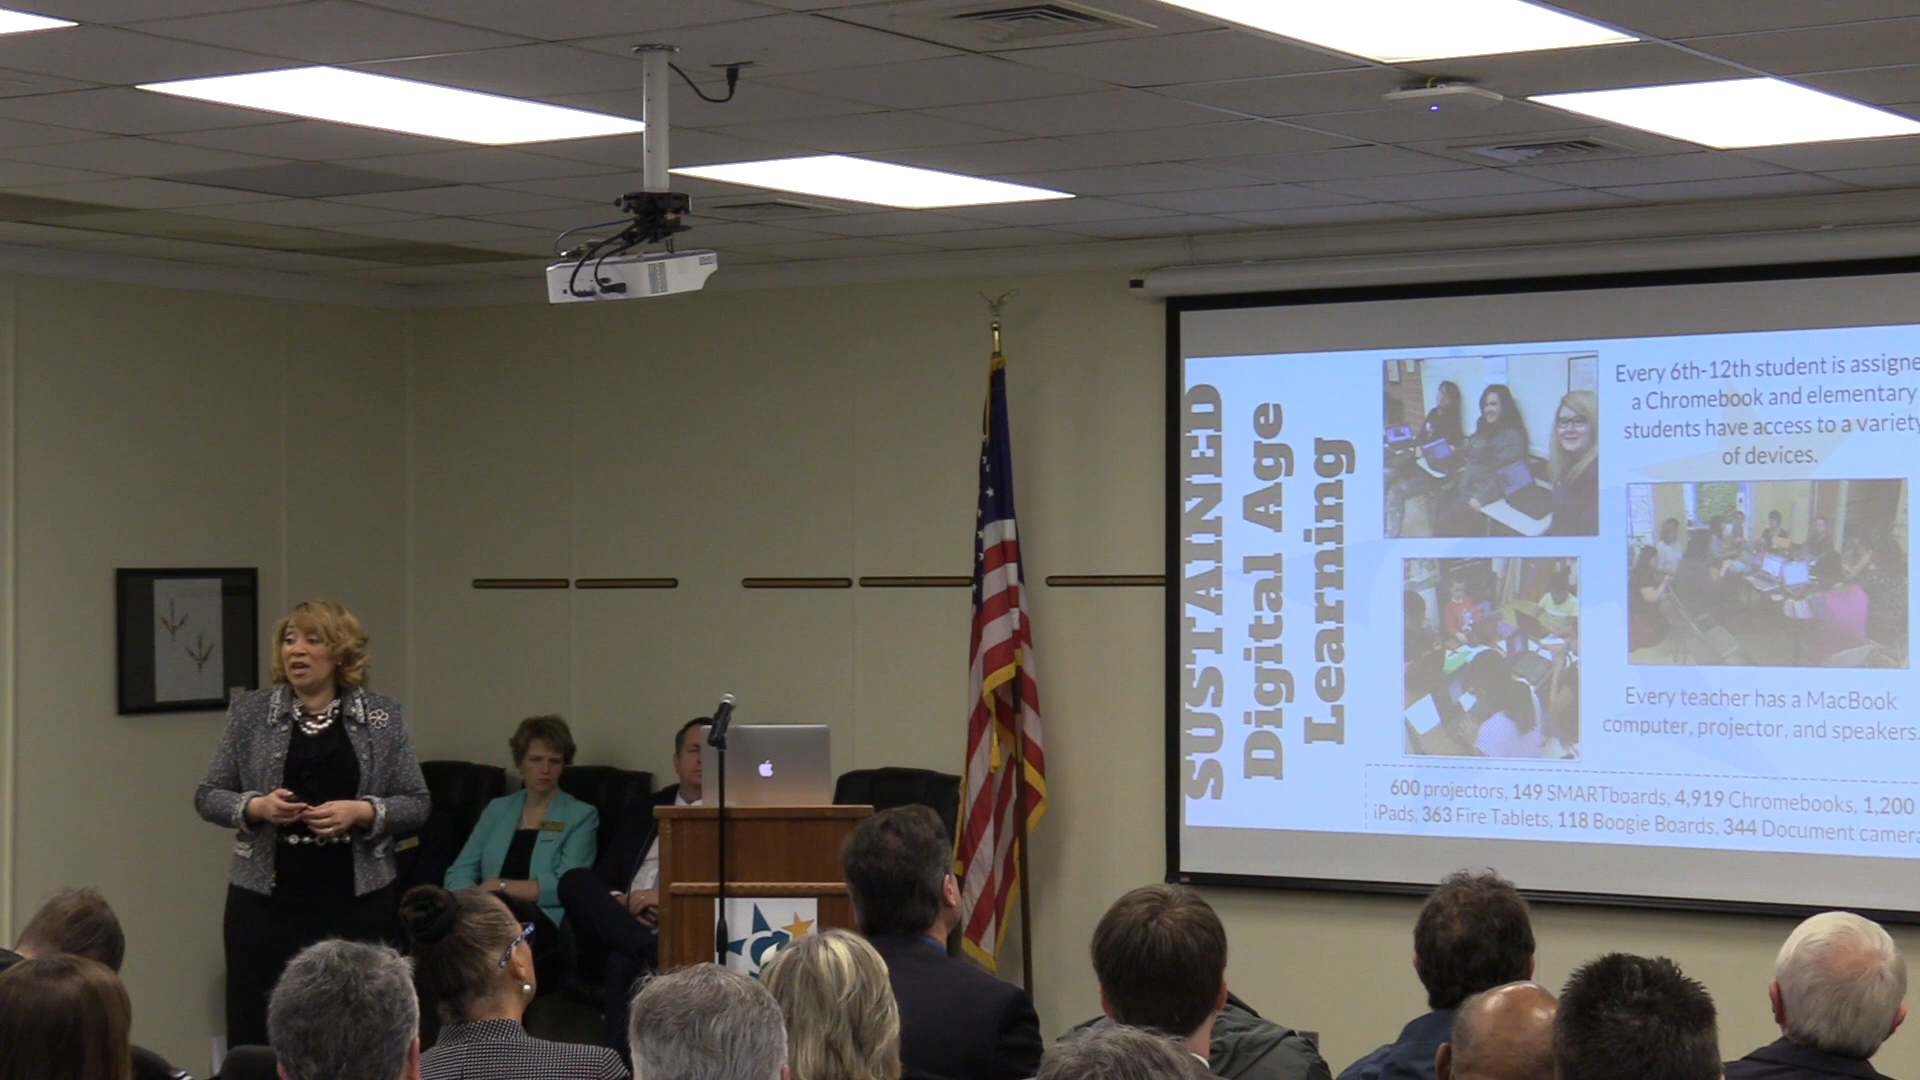 SUSTAINED
Digital Age
Learning
Every 6th-12th student is assigne
a Chromebook and elementary
students have access to a variety
of devices.
Every teacher has a MacBook
computer, projector, and speakers.
600 projectors, 149 SMARTboards, 4,919 Chromebooks, 1,200
iPads, 363 Fire Tablets, 118 Boogie Boards, 344 Document camera